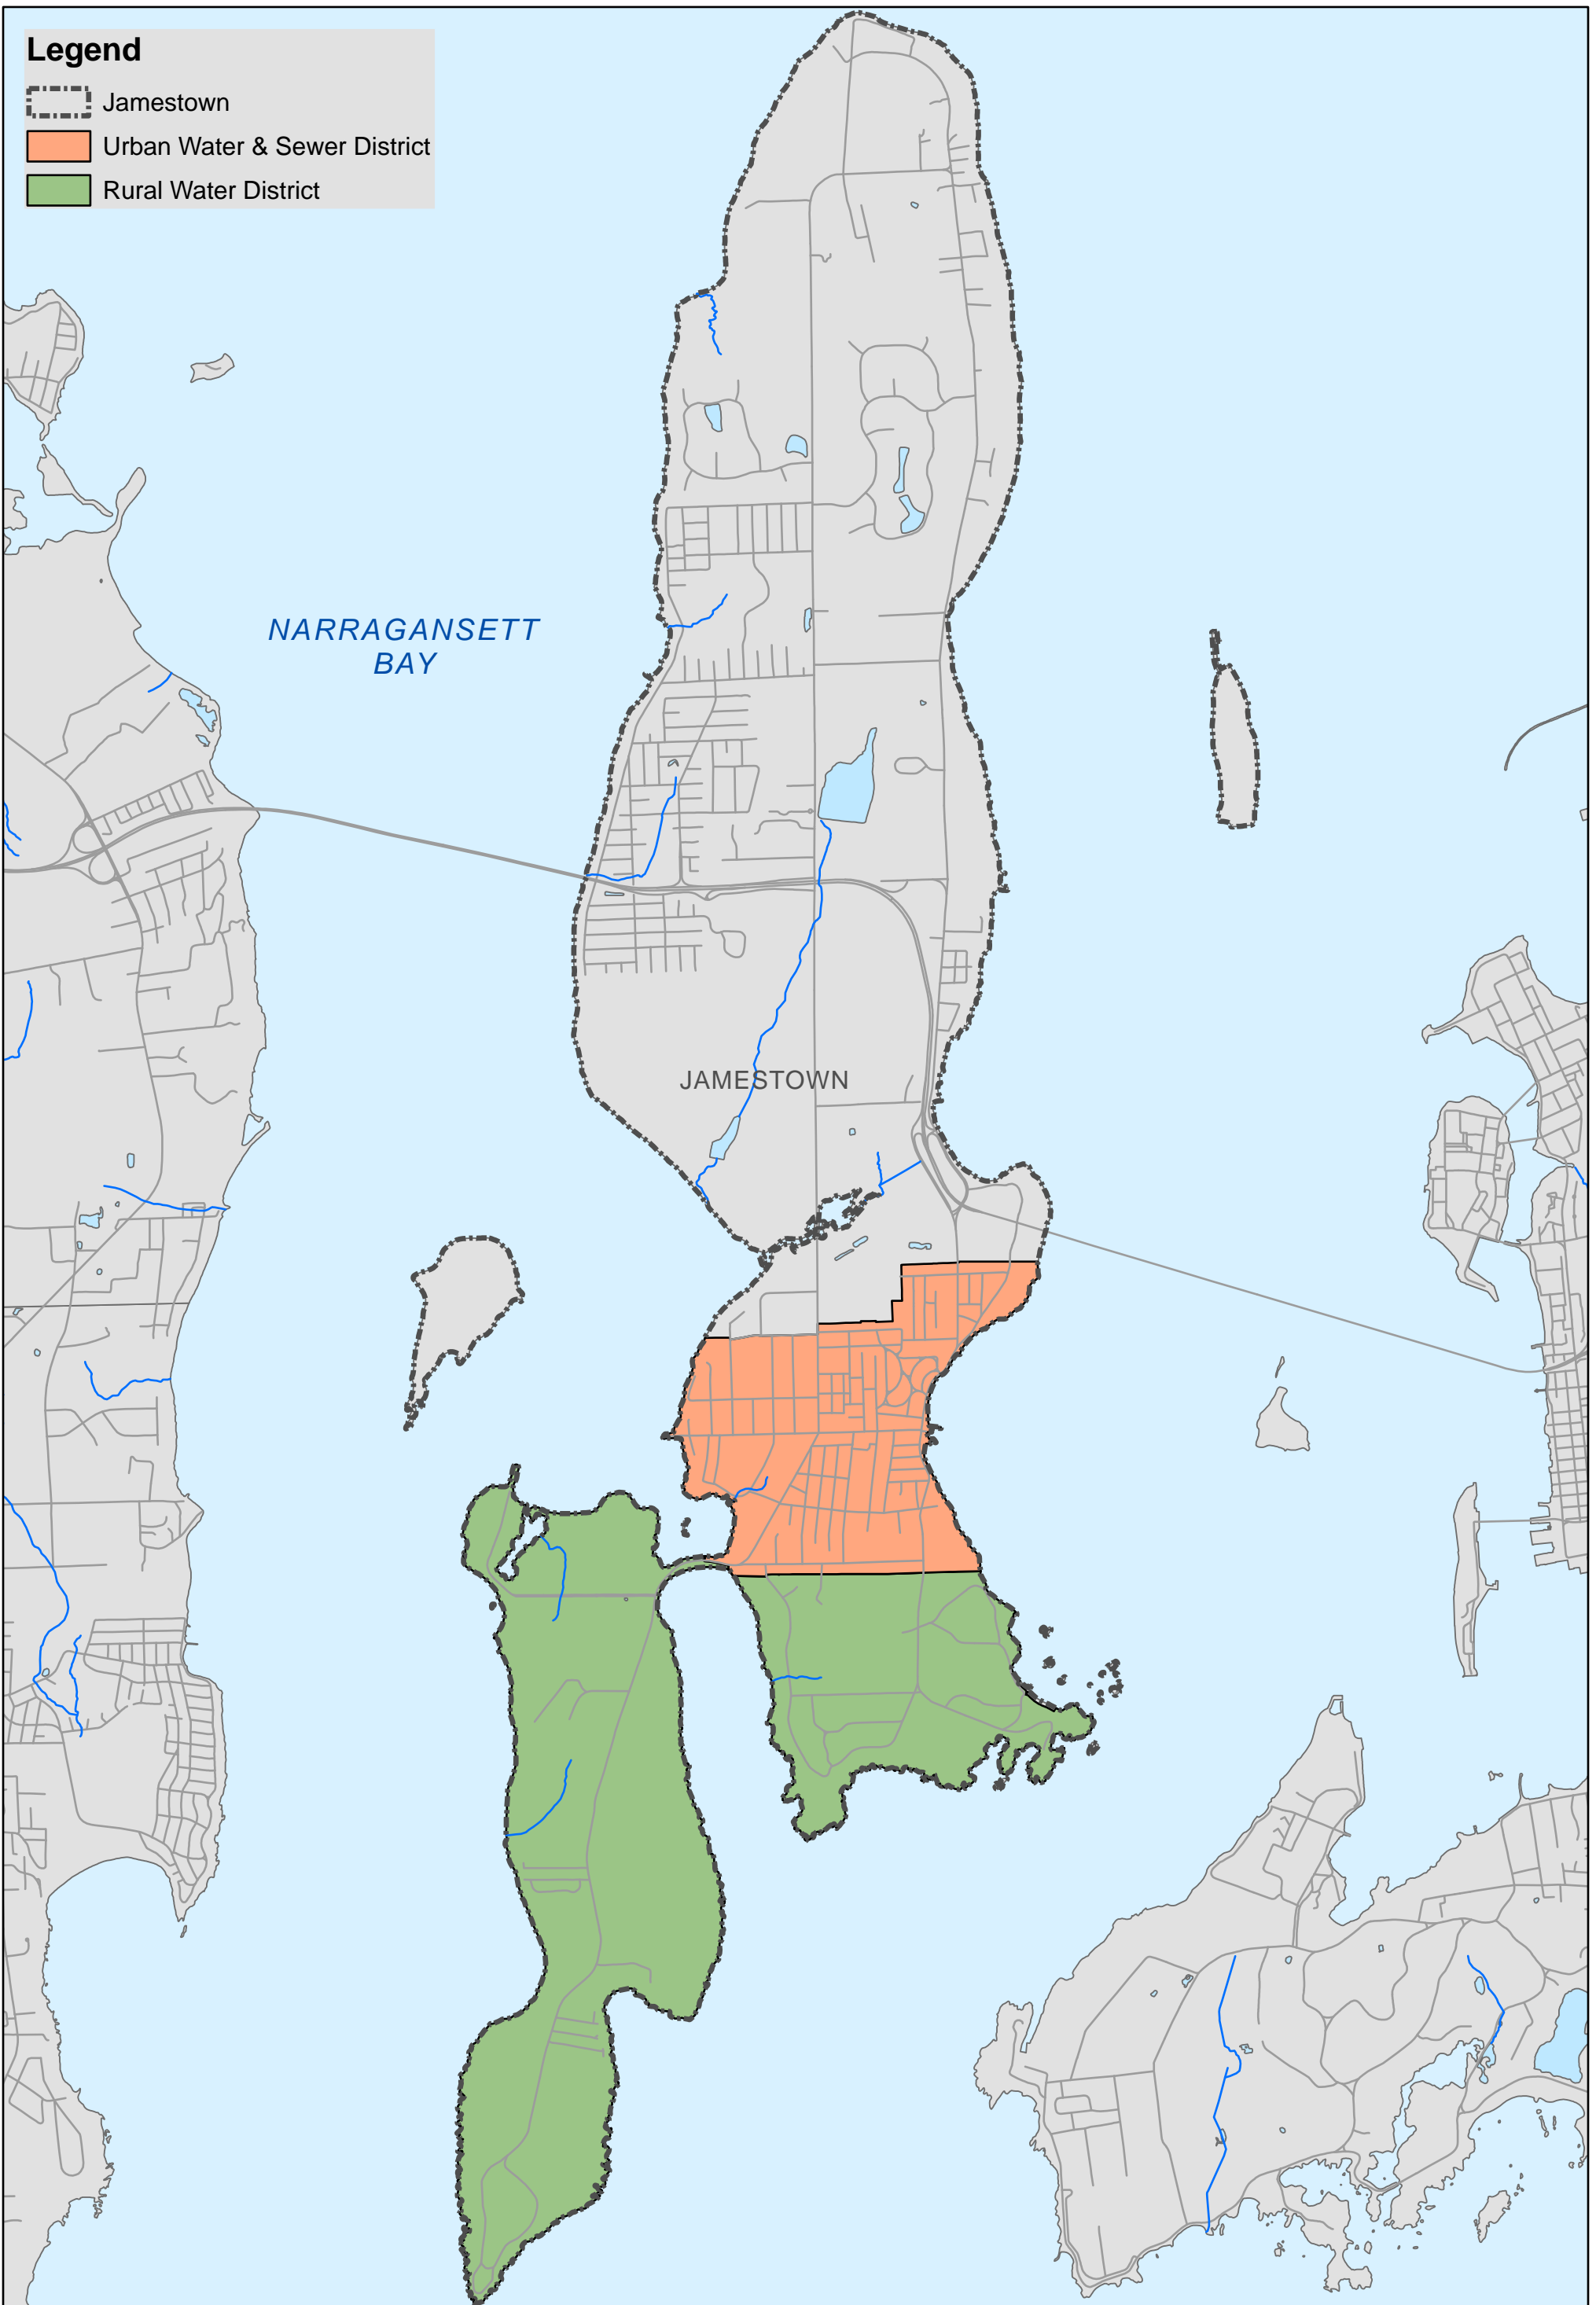 Legend
Jamestown
Urban Water & Sewer District
Rural Water District
NARRAGANSETT
BAY
JAMESTOWN